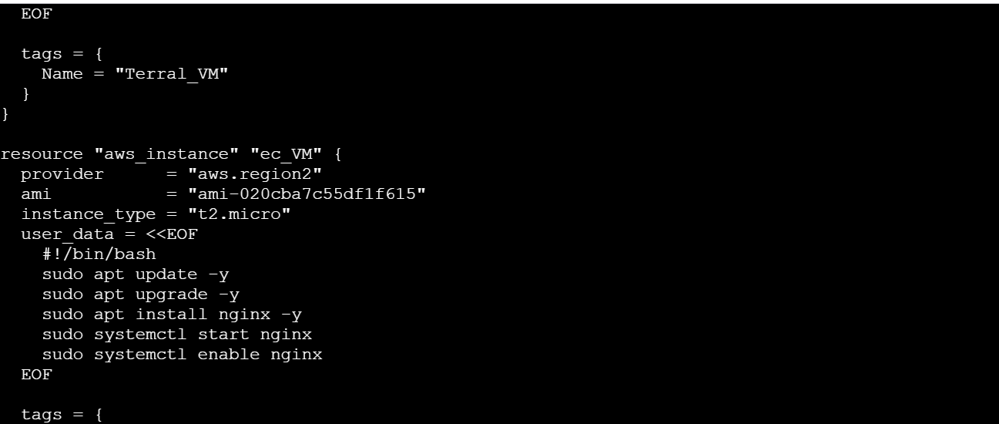 EOF

  tags = {
    Name = "Terral_VM"
  }
}

resource "aws_instance" "ec_VM" {
  provider      = "aws.region2"
  ami           = "ami-020cba7c55df1f615"
  instance_type = "t2.micro"
  user_data = <<EOF
    #!/bin/bash
    sudo apt update -y
    sudo apt upgrade -y
    sudo apt install nginx -y
    sudo systemctl start nginx
    sudo systemctl enable nginx
  EOF

  tags = {